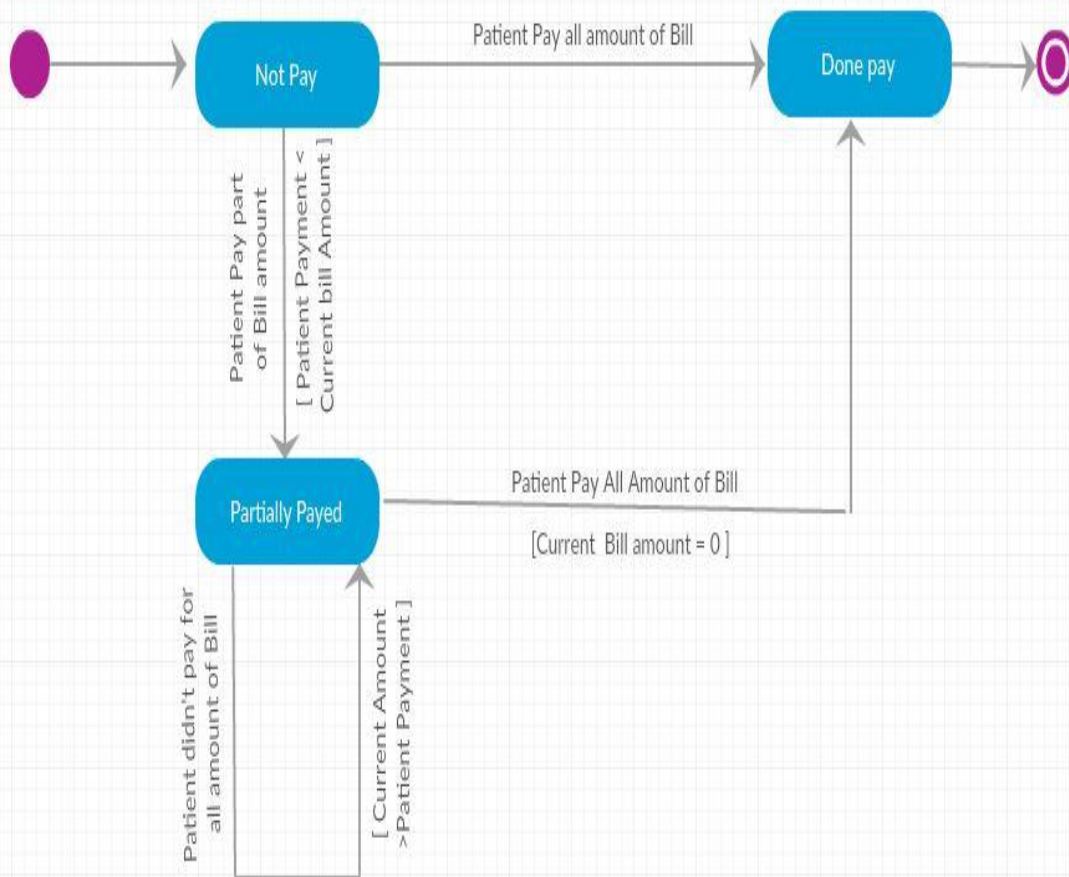 Patient Pay all amount of Bill
Not Pay
Done pay
Patient Pay part
of Bill amount
[ Patient Payment <
Current bill Amount ]
Partially Payed
Patient Pay All Amount of Bill
[Current Bill amount = 0 ]
Patient didn't pay for
all amount of Bill
[ Current Amount
>Patient Payment ]